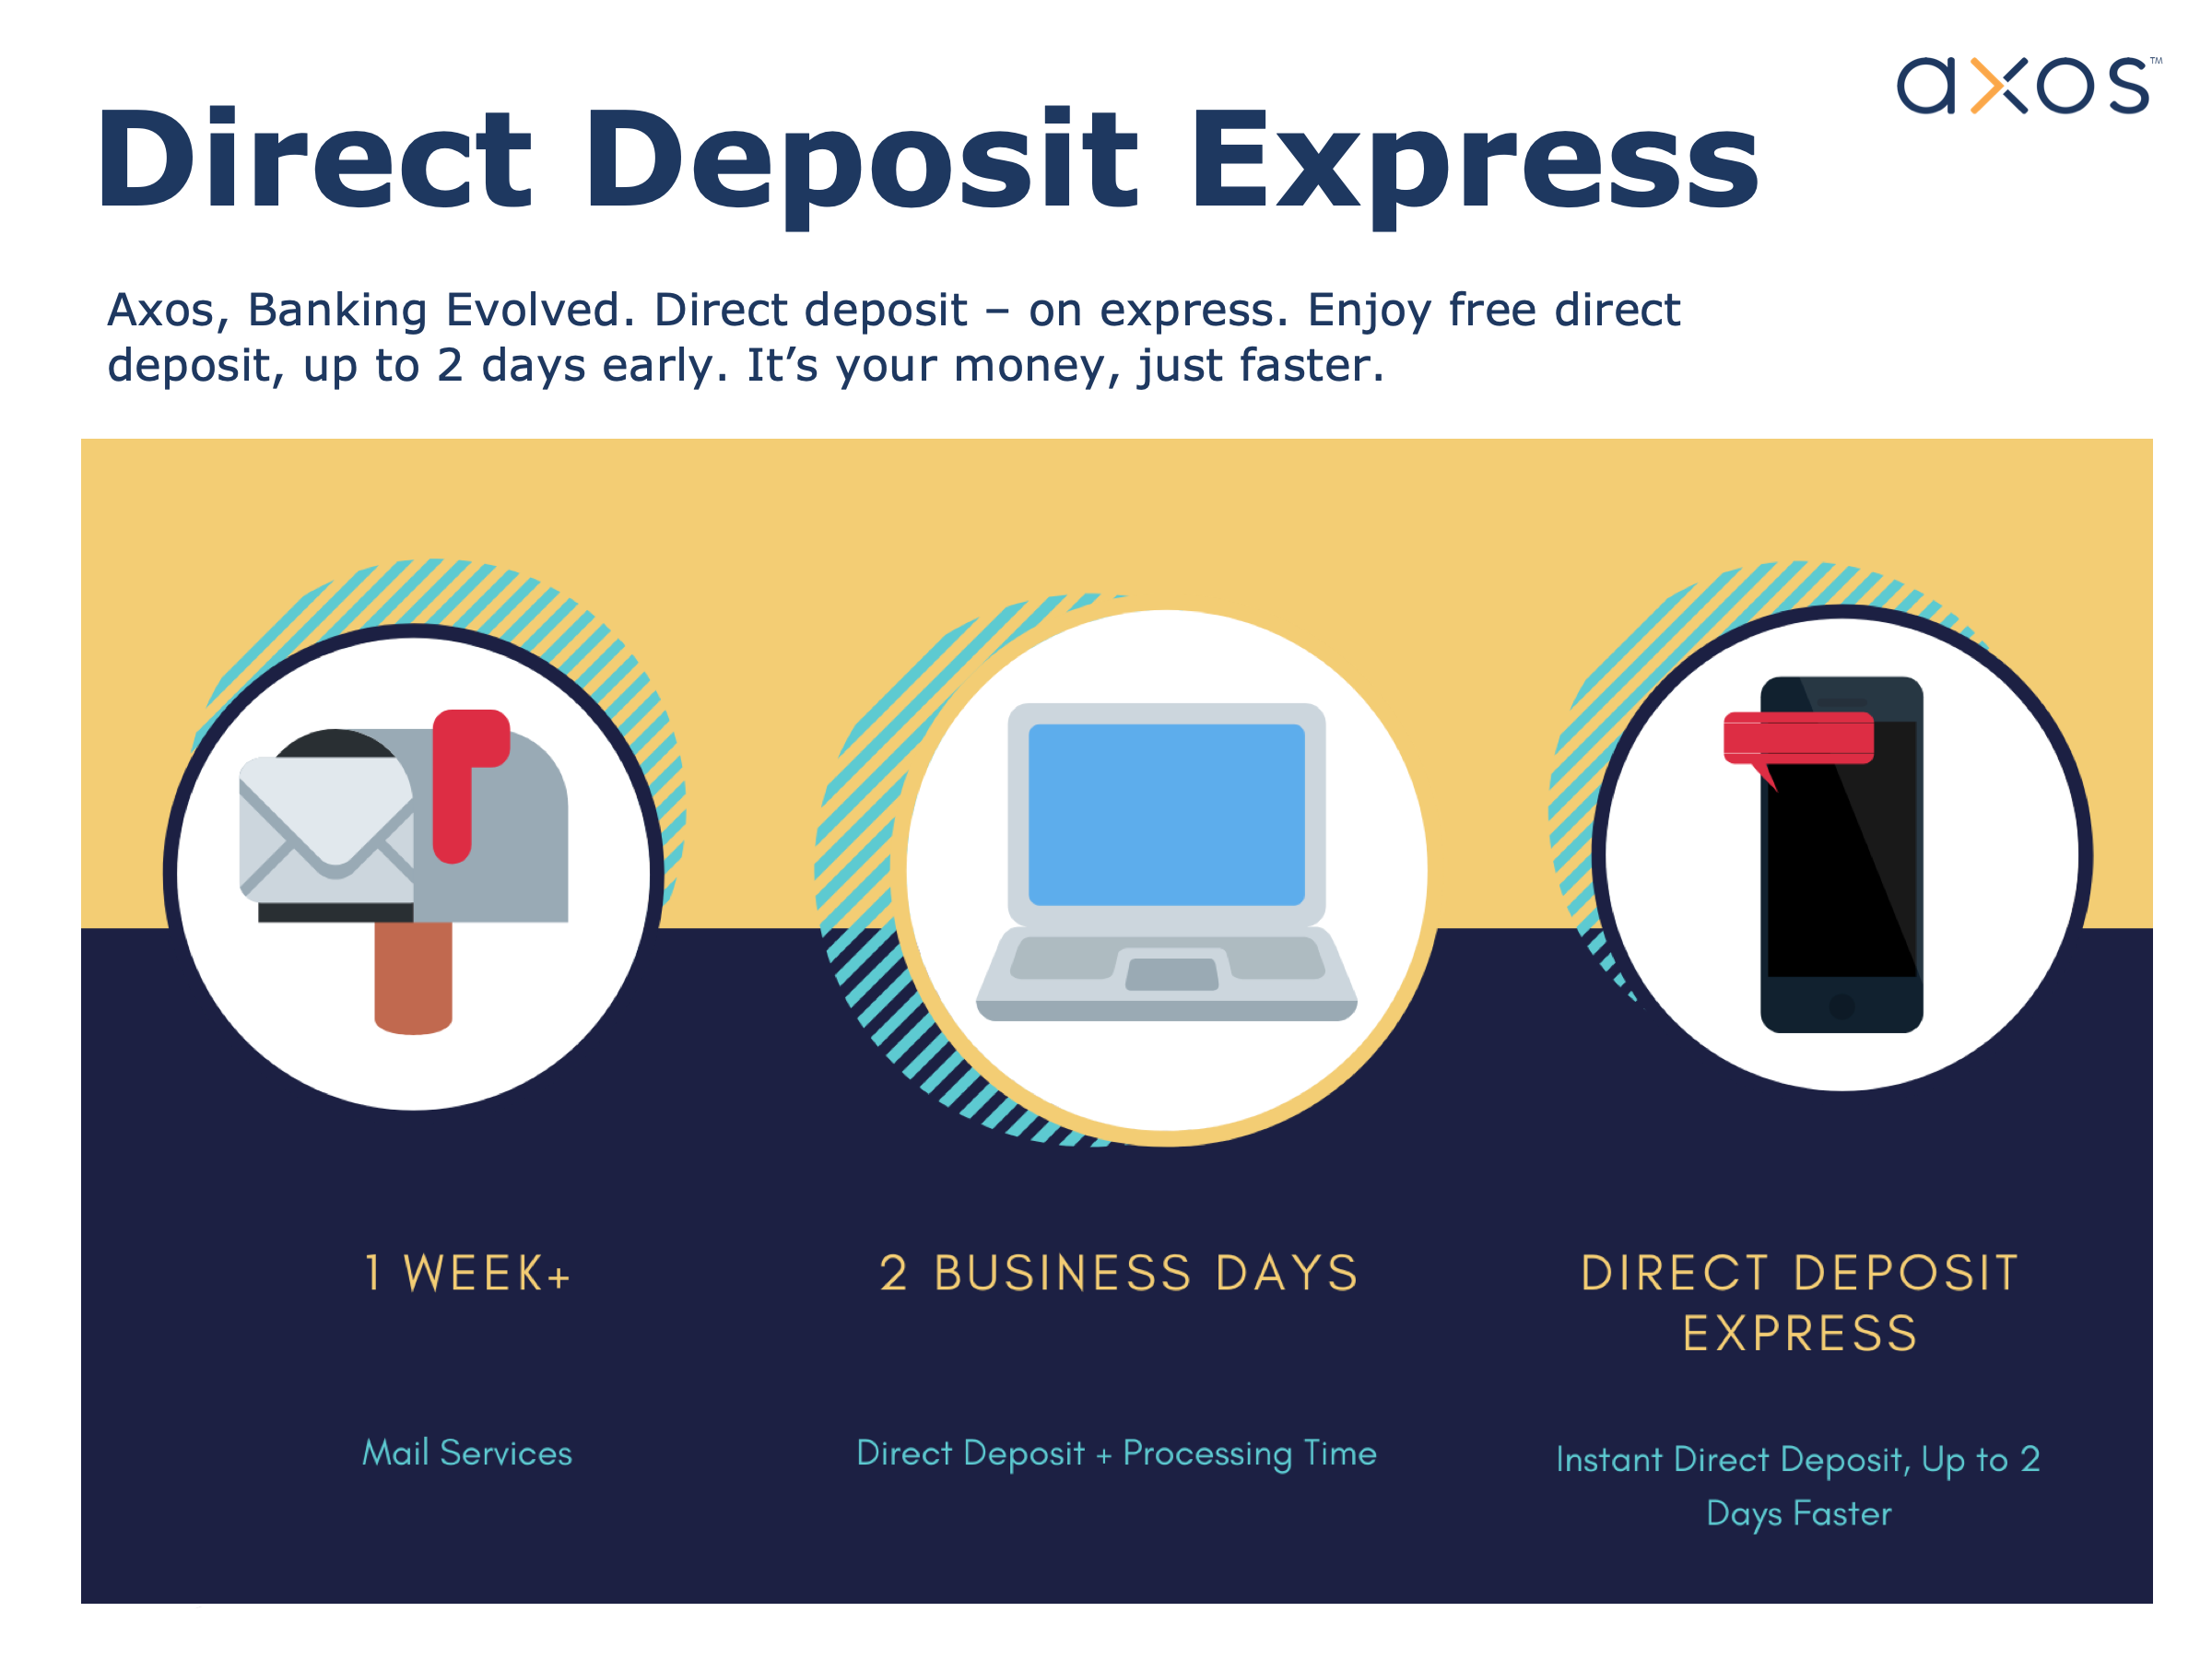 axos™
Direct Deposit Express
Axos, Banking Evolved. Direct deposit – on express. Enjoy free direct
deposit, up to 2 days early. It’s your money, just faster.
1 WEEK+
Mail Services
2 BUSINESS DAYS
Direct Deposit + Processing Time
DIRECT DEPOSIT
EXPRESS
Instant Direct Deposit, Up to 2
Days Faster